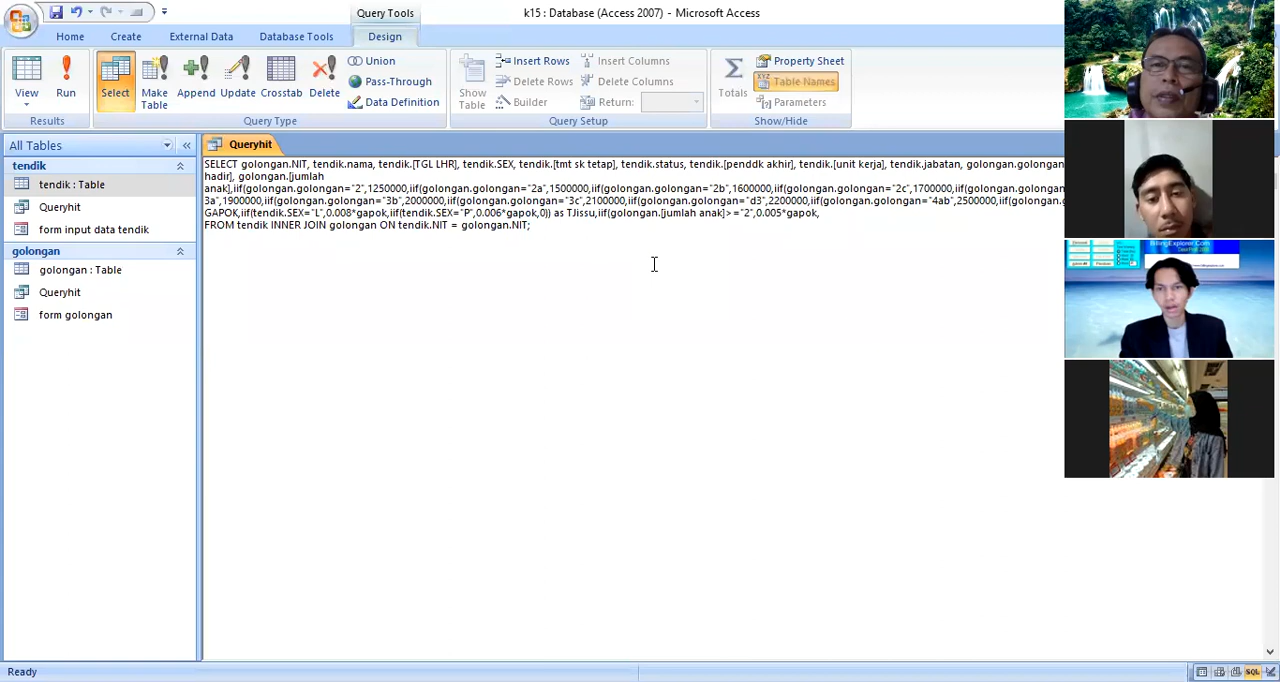 Query Tools
k15 : Database (Access 2007) - Microsoft Access
Home Create External Data Database Tools Design
View
Run
Select
Make Table
Append
Update
Crosstab
Delete
Union
Pass-Through
Data Definition
Show Table
Insert Rows
Delete Rows
Builder
Insert Columns
Delete Columns
Return:
Totals
Property Sheet
Table Names
Parameters
Results
Query Type
Query Setup
Show/Hide
All Tables
tendik
tendik : Table
Queryhit
form input data tendik
golongan
golongan : Table
Queryhit
form golongan
Queryhit
SELECT golongan.NIT, tendik.nama, tendik.[TGL LHR], tendik.SEX, tendik.[tmt sk tetap], tendik.status, tendik.[penddk akhir], tendik.[unit kerja], tendik.jabatan, golongan.golongan
hadir], golongan.[jumlah
anak],iif(golongan.golongan="2",1250000,iif(golongan.golongan="2a",1500000,iif(golongan.golongan="2b",1600000,iif(golongan.golongan="2c",1700000,iif(golongan.golongan=
3a",1900000,iif(golongan.golongan="3b",2000000,iif(golongan.golongan="3c",2100000,iif(golongan.golongan="d3",2200000,iif(golongan.golongan="4ab",2500000,iif(golongan.go
GAPOK,iif(tendik.SEX="L",0.008*gapok,iif(tendik.SEX="P",0.006*gapok,0)) as TJissu,iif(golongan.[jumlah anak]>="2",0.005*gapok,
FROM tendik INNER JOIN golongan ON tendik.NIT = golongan.NIT;
BillingExplorer.Com
Ready
SQL